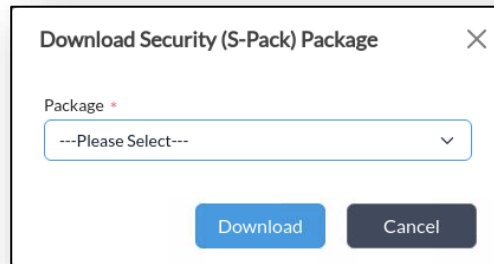 Download Security (S-Pack) Package
Package *
---Please Select---
Download
Cancel